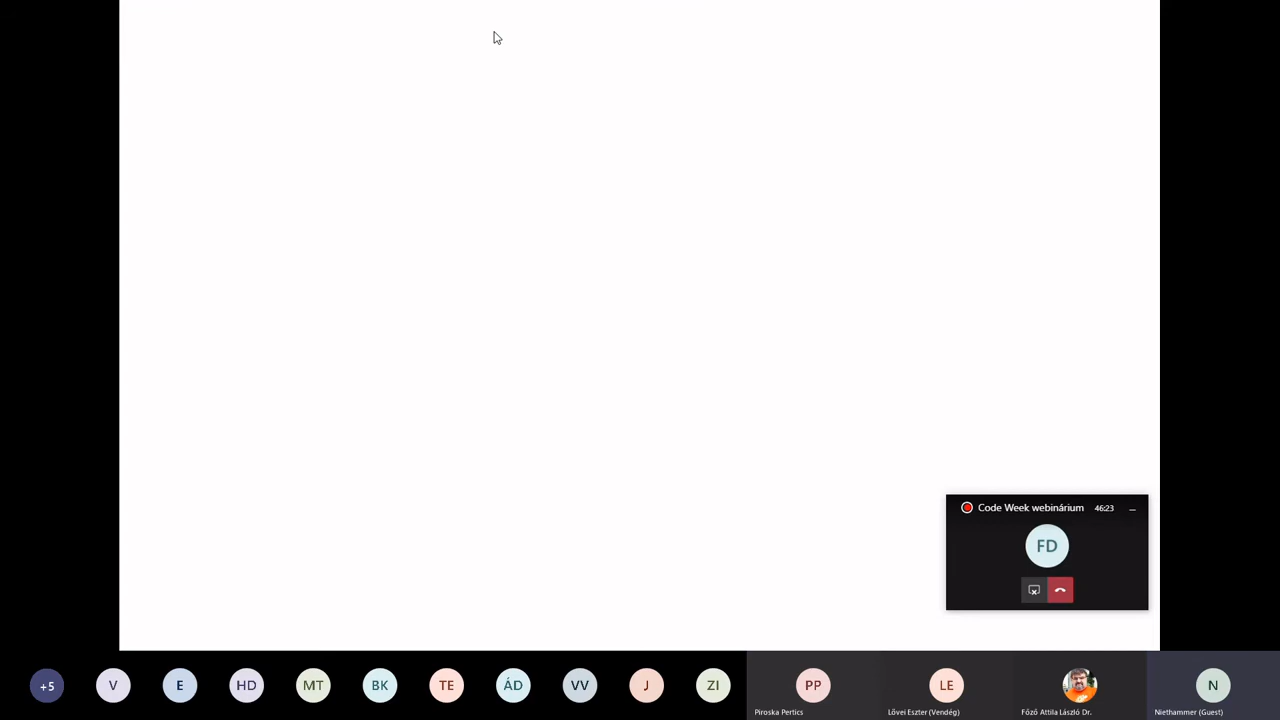 Code Week webinárium 46:23
FD
+5 V E HD MT BK TE ÁD VV J ZI PP LE N
Piroska Pertics Lővei Eszter (Vendég) Főző Attila László Dr. Niethammer (Guest)